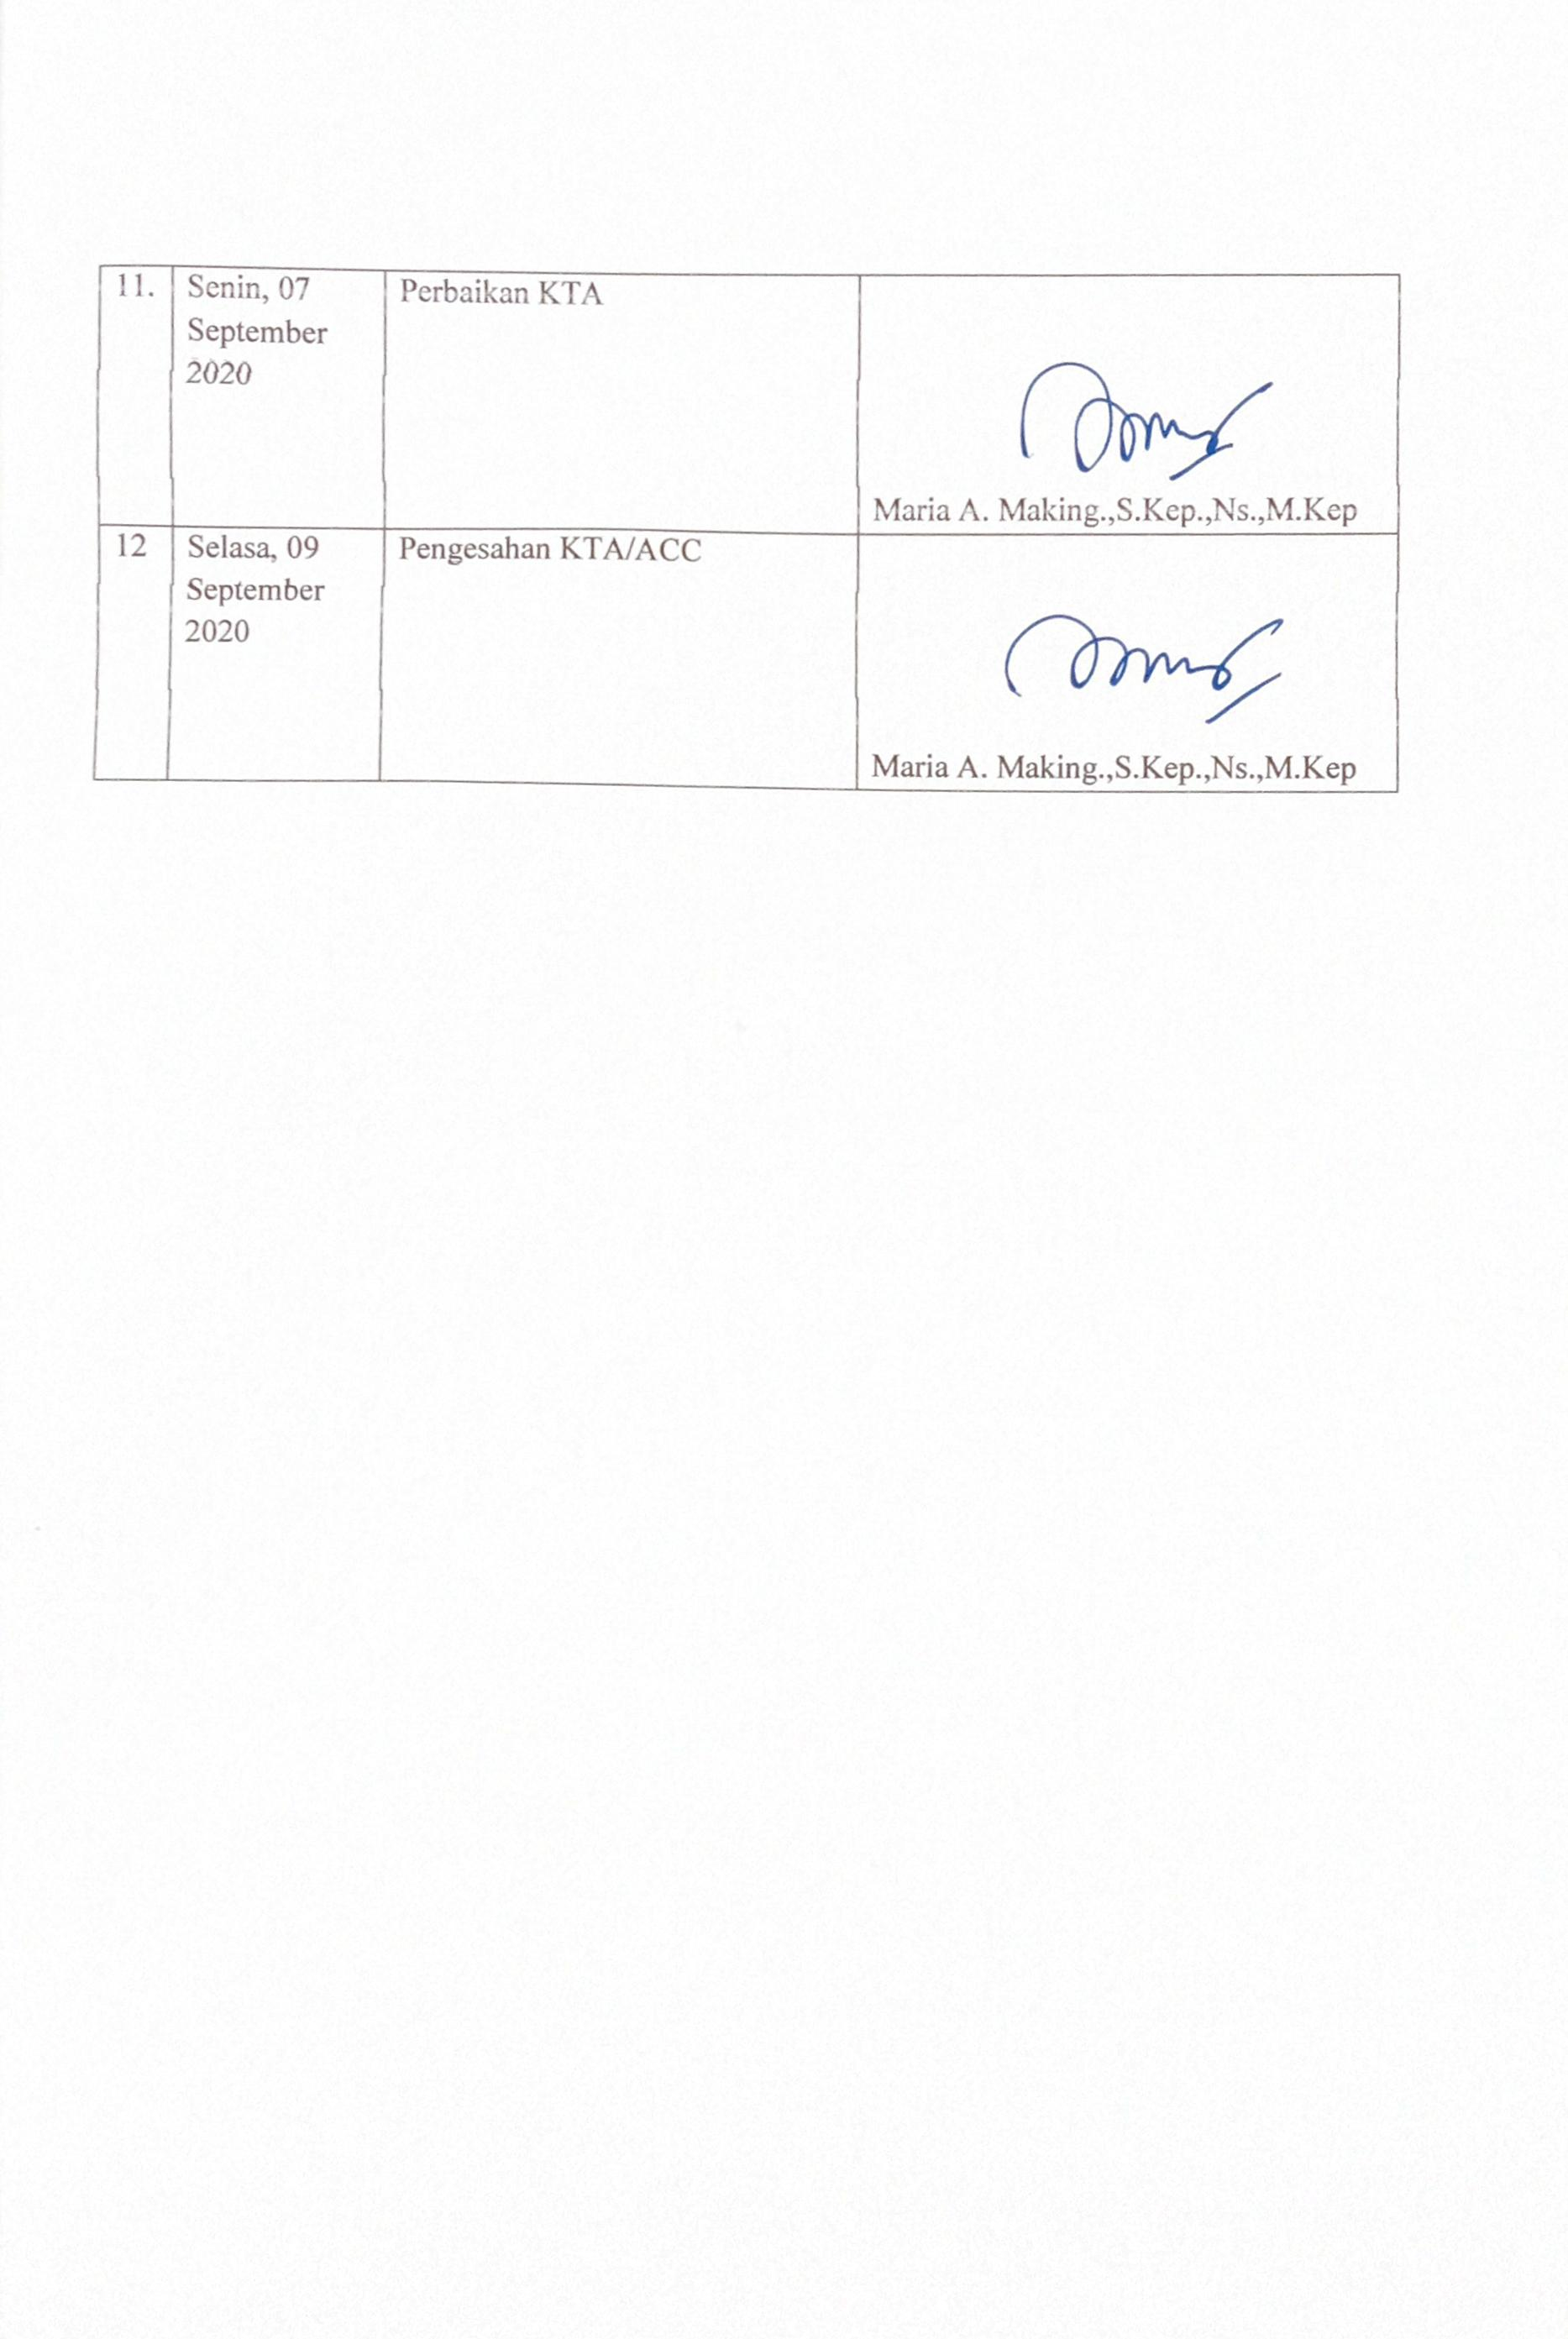 11.
Senin, 07
September
2020
Perbaikan KTA
Maria A. Making.,S.Kep.,Ns.,M.Kep
12
Selasa, 09
September
2020
Pengesahan KTA/ACC
Maria A. Making.,S.Kep.,Ns.,M.Kep